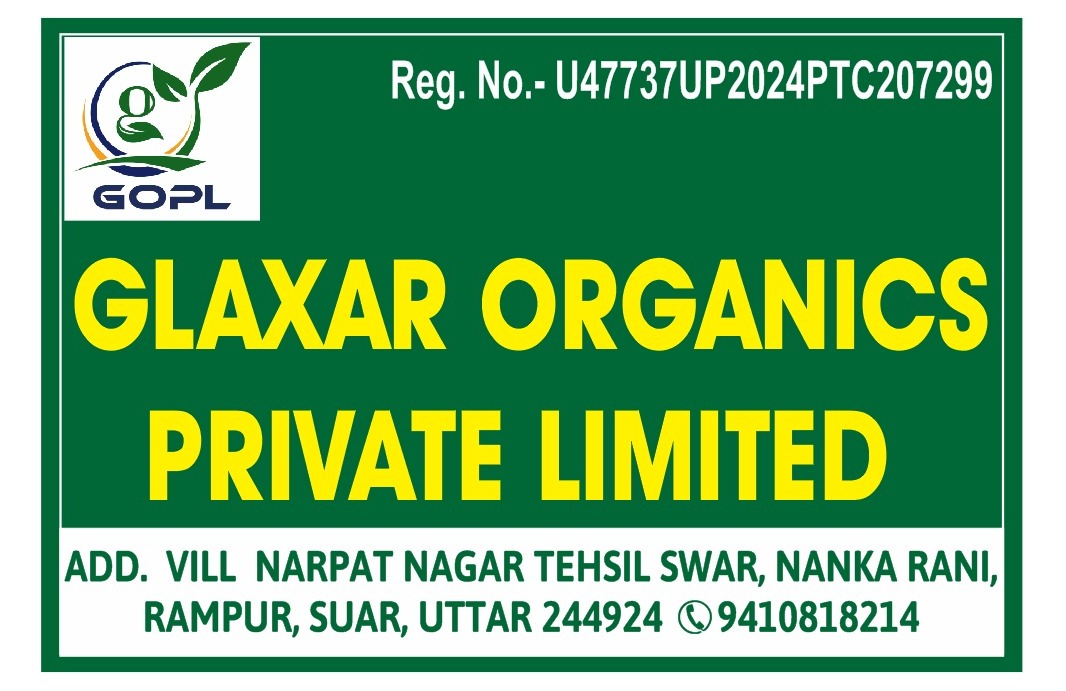 Reg. No.- U47737UP2024PTC207299
g
GOPL
GLAXAR ORGANICS
PRIVATE LIMITED
ADD. VILL NARPAT NAGAR TEHSIL SWAR, NANKA RANI,
RAMPUR, SUAR, UTTAR 244924 9410818214